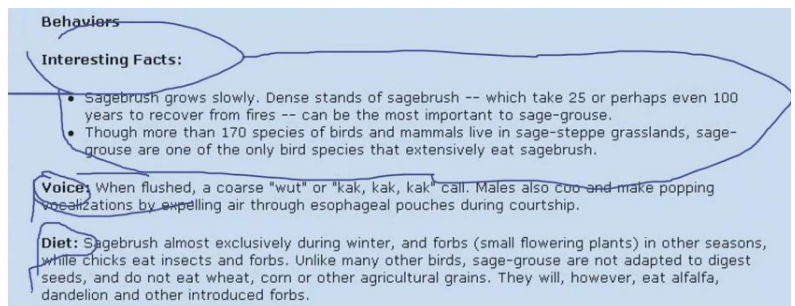 Behaviors
Interesting Facts:
• Sagebrush grows slowly. Dense stands of sagebrush -- which take 25 or perhaps even 100
years to recover from fires -- can be the most important to sage-grouse.
• Though more than 170 species of birds and mammals live in sage-steppe grasslands, sage-
grouse are one of the only bird species that extensively eat sagebrush.
Voice: When flushed, a coarse "wut" or "kak, kak, kak" call. Males also coo and make popping
vocalizations by expelling air through esophageal pouches during courtship.
Diet: Sagebrush almost exclusively during winter, and forbs (small flowering plants) in other seasons,
while chicks eat insects and forbs. Unlike many other birds, sage-grouse are not adapted to digest
seeds, and do not eat wheat, corn or other agricultural grains. They will, however, eat alfalfa,
dandelion and other introduced forbs.